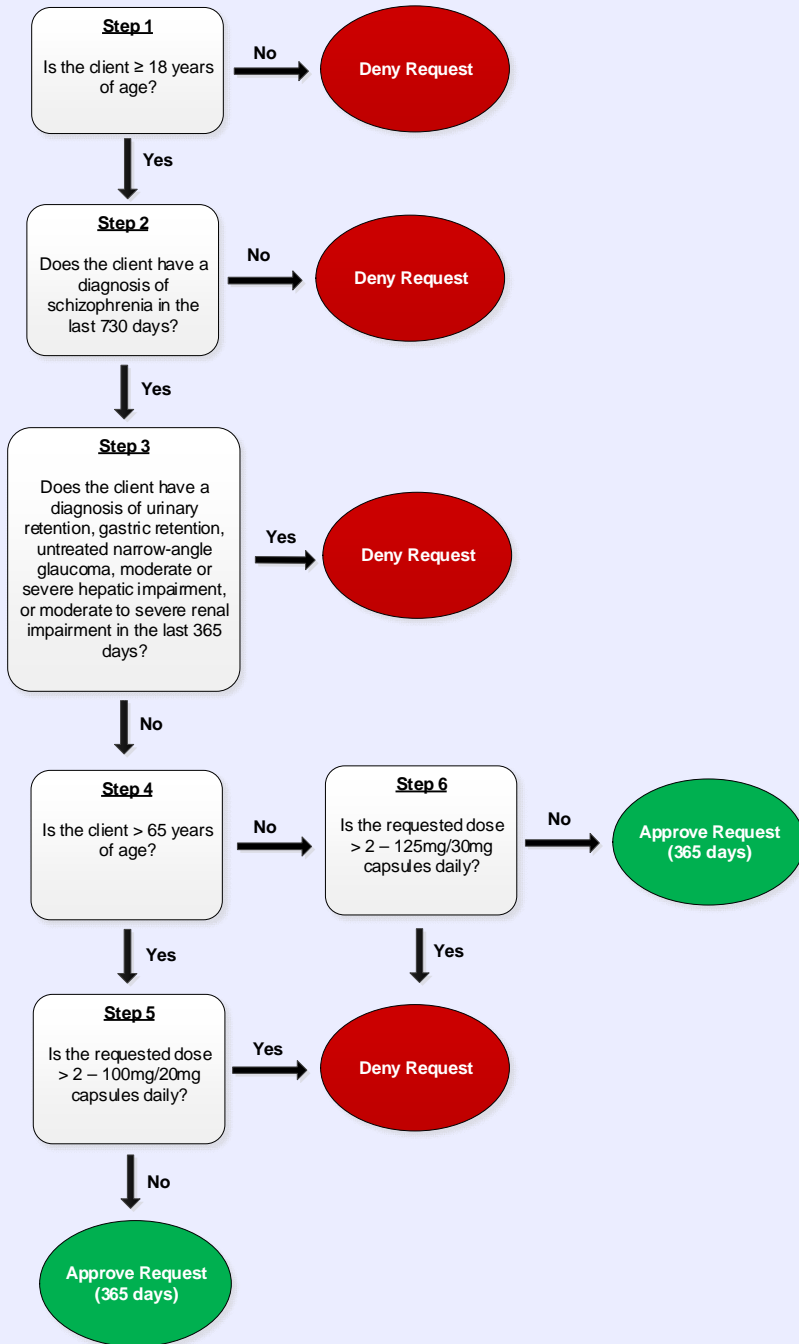 Step 1
Is the client ≥ 18 years
of age?
No
Deny Request
Yes
Step 2
Does the client have a
diagnosis of
schizophrenia in the
last 730 days?
No
Deny Request
Yes
Step 3
Does the client have a
diagnosis of urinary
retention, gastric retention,
untreated narrow-angle
glaucoma, moderate or
severe hepatic impairment,
or moderate to severe renal
impairment in the last 365
days?
Yes
Deny Request
No
Step 4
Is the client > 65 years
of age?
No
Step 6
Is the requested dose
> 2 – 125mg/30mg
capsules daily?
No
Approve Request
(365 days)
Yes
Yes
Step 5
Is the requested dose
> 2 – 100mg/20mg
capsules daily?
Yes
Deny Request
No
Approve Request
(365 days)